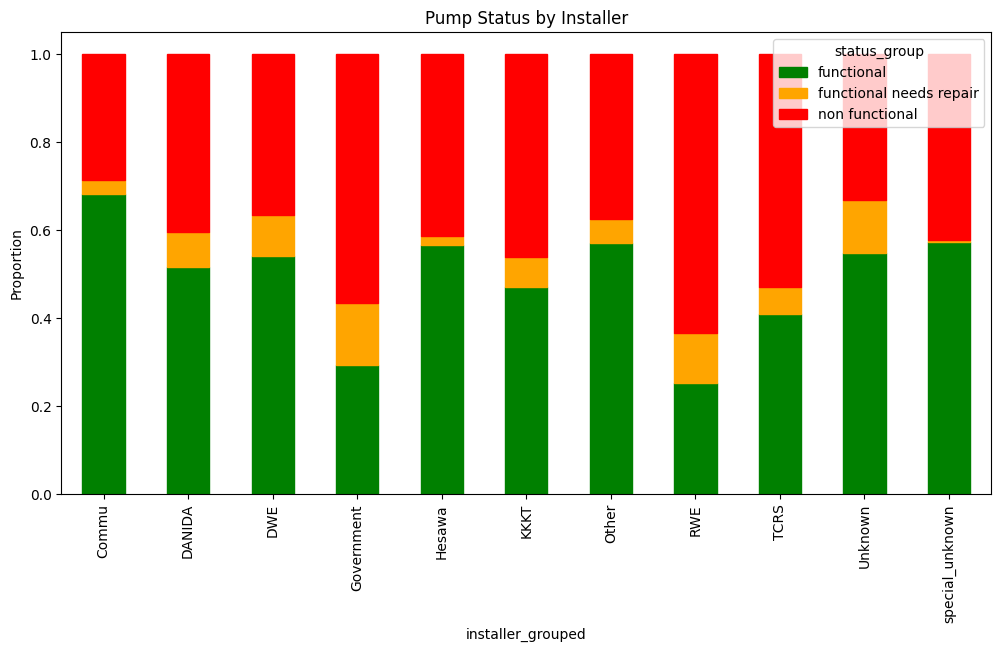 Pump Status by Installer
status_group
functional
functional needs repair
non functional
Proportion
1.0
0.8
0.6
0.4
0.2
0.0
Commu
DANIDA
DWE
Government
Hesawa
KKKT
Other
RWE
TCRS
Unknown
special_unknown
installer_grouped